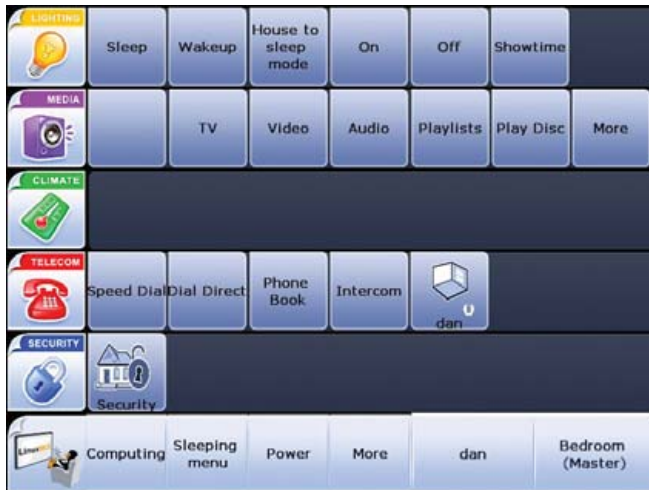 LIGHTING
Sleep
Wakeup
House to
sleep
mode
On
Off
Showtime
MEDIA
TV
Video
Audio
Playlists
Play Disc
More
CLIMATE
TELECOM
Speed Dial
Dial Direct
Phone
Book
Intercom
dan
SECURITY
Security
Computing
Sleeping
menu
Power
More
dan
Bedroom
(Master)